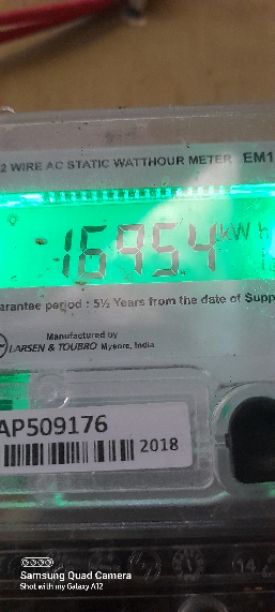 2 WIRE AC STATIC WATTHOUR METER EM1
16954 kWh
arantee period : 5½ Years from the date of Supp
Manufactured by
LARSEN & TOUBRO Mysore, India
AP509176
2018
14
Samsung Quad Camera
Shot with my Galaxy A12